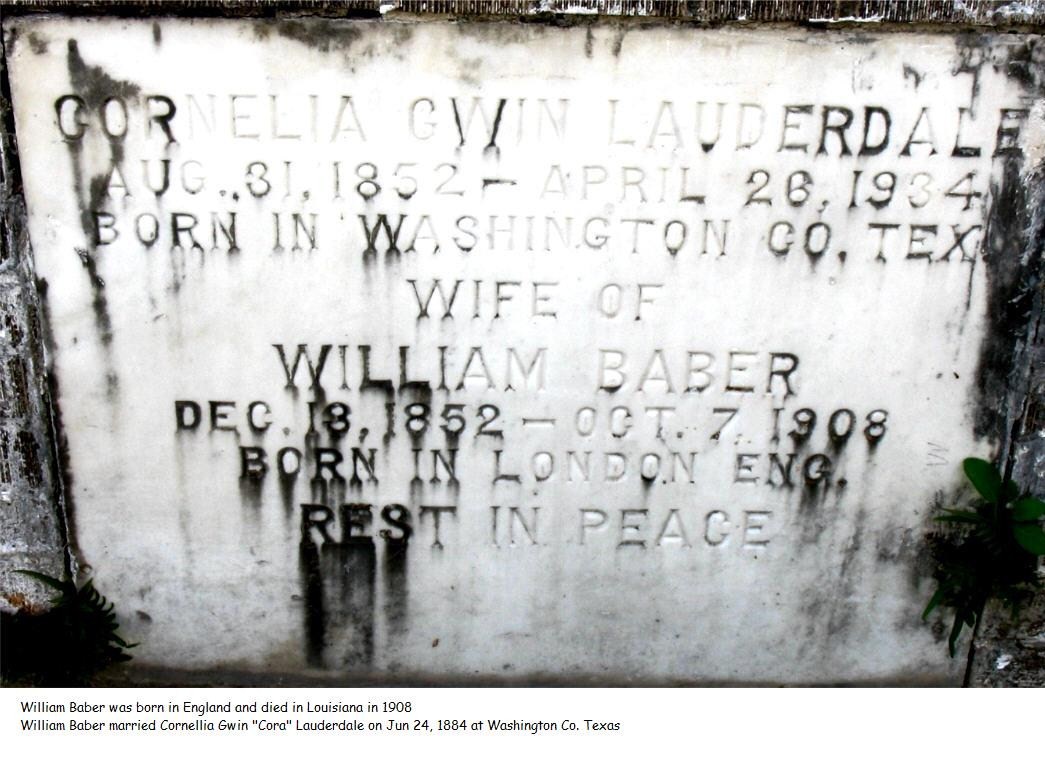 CORNELIA GWIN LAUDERDALE
AUG. 31, 1852 - APRIL 26, 1934
BORN IN WASHINGTON CO. TEX.
WIFE OF
WILLIAM BABER
DEC. 13, 1852 - OCT. 7, 1908
BORN IN LONDON ENG.
REST IN PEACE
William Baber was born in England and died in Louisiana in 1908
William Baber married Cornellia Gwin "Cora" Lauderdale on Jun 24, 1884 at Washington Co. Texas